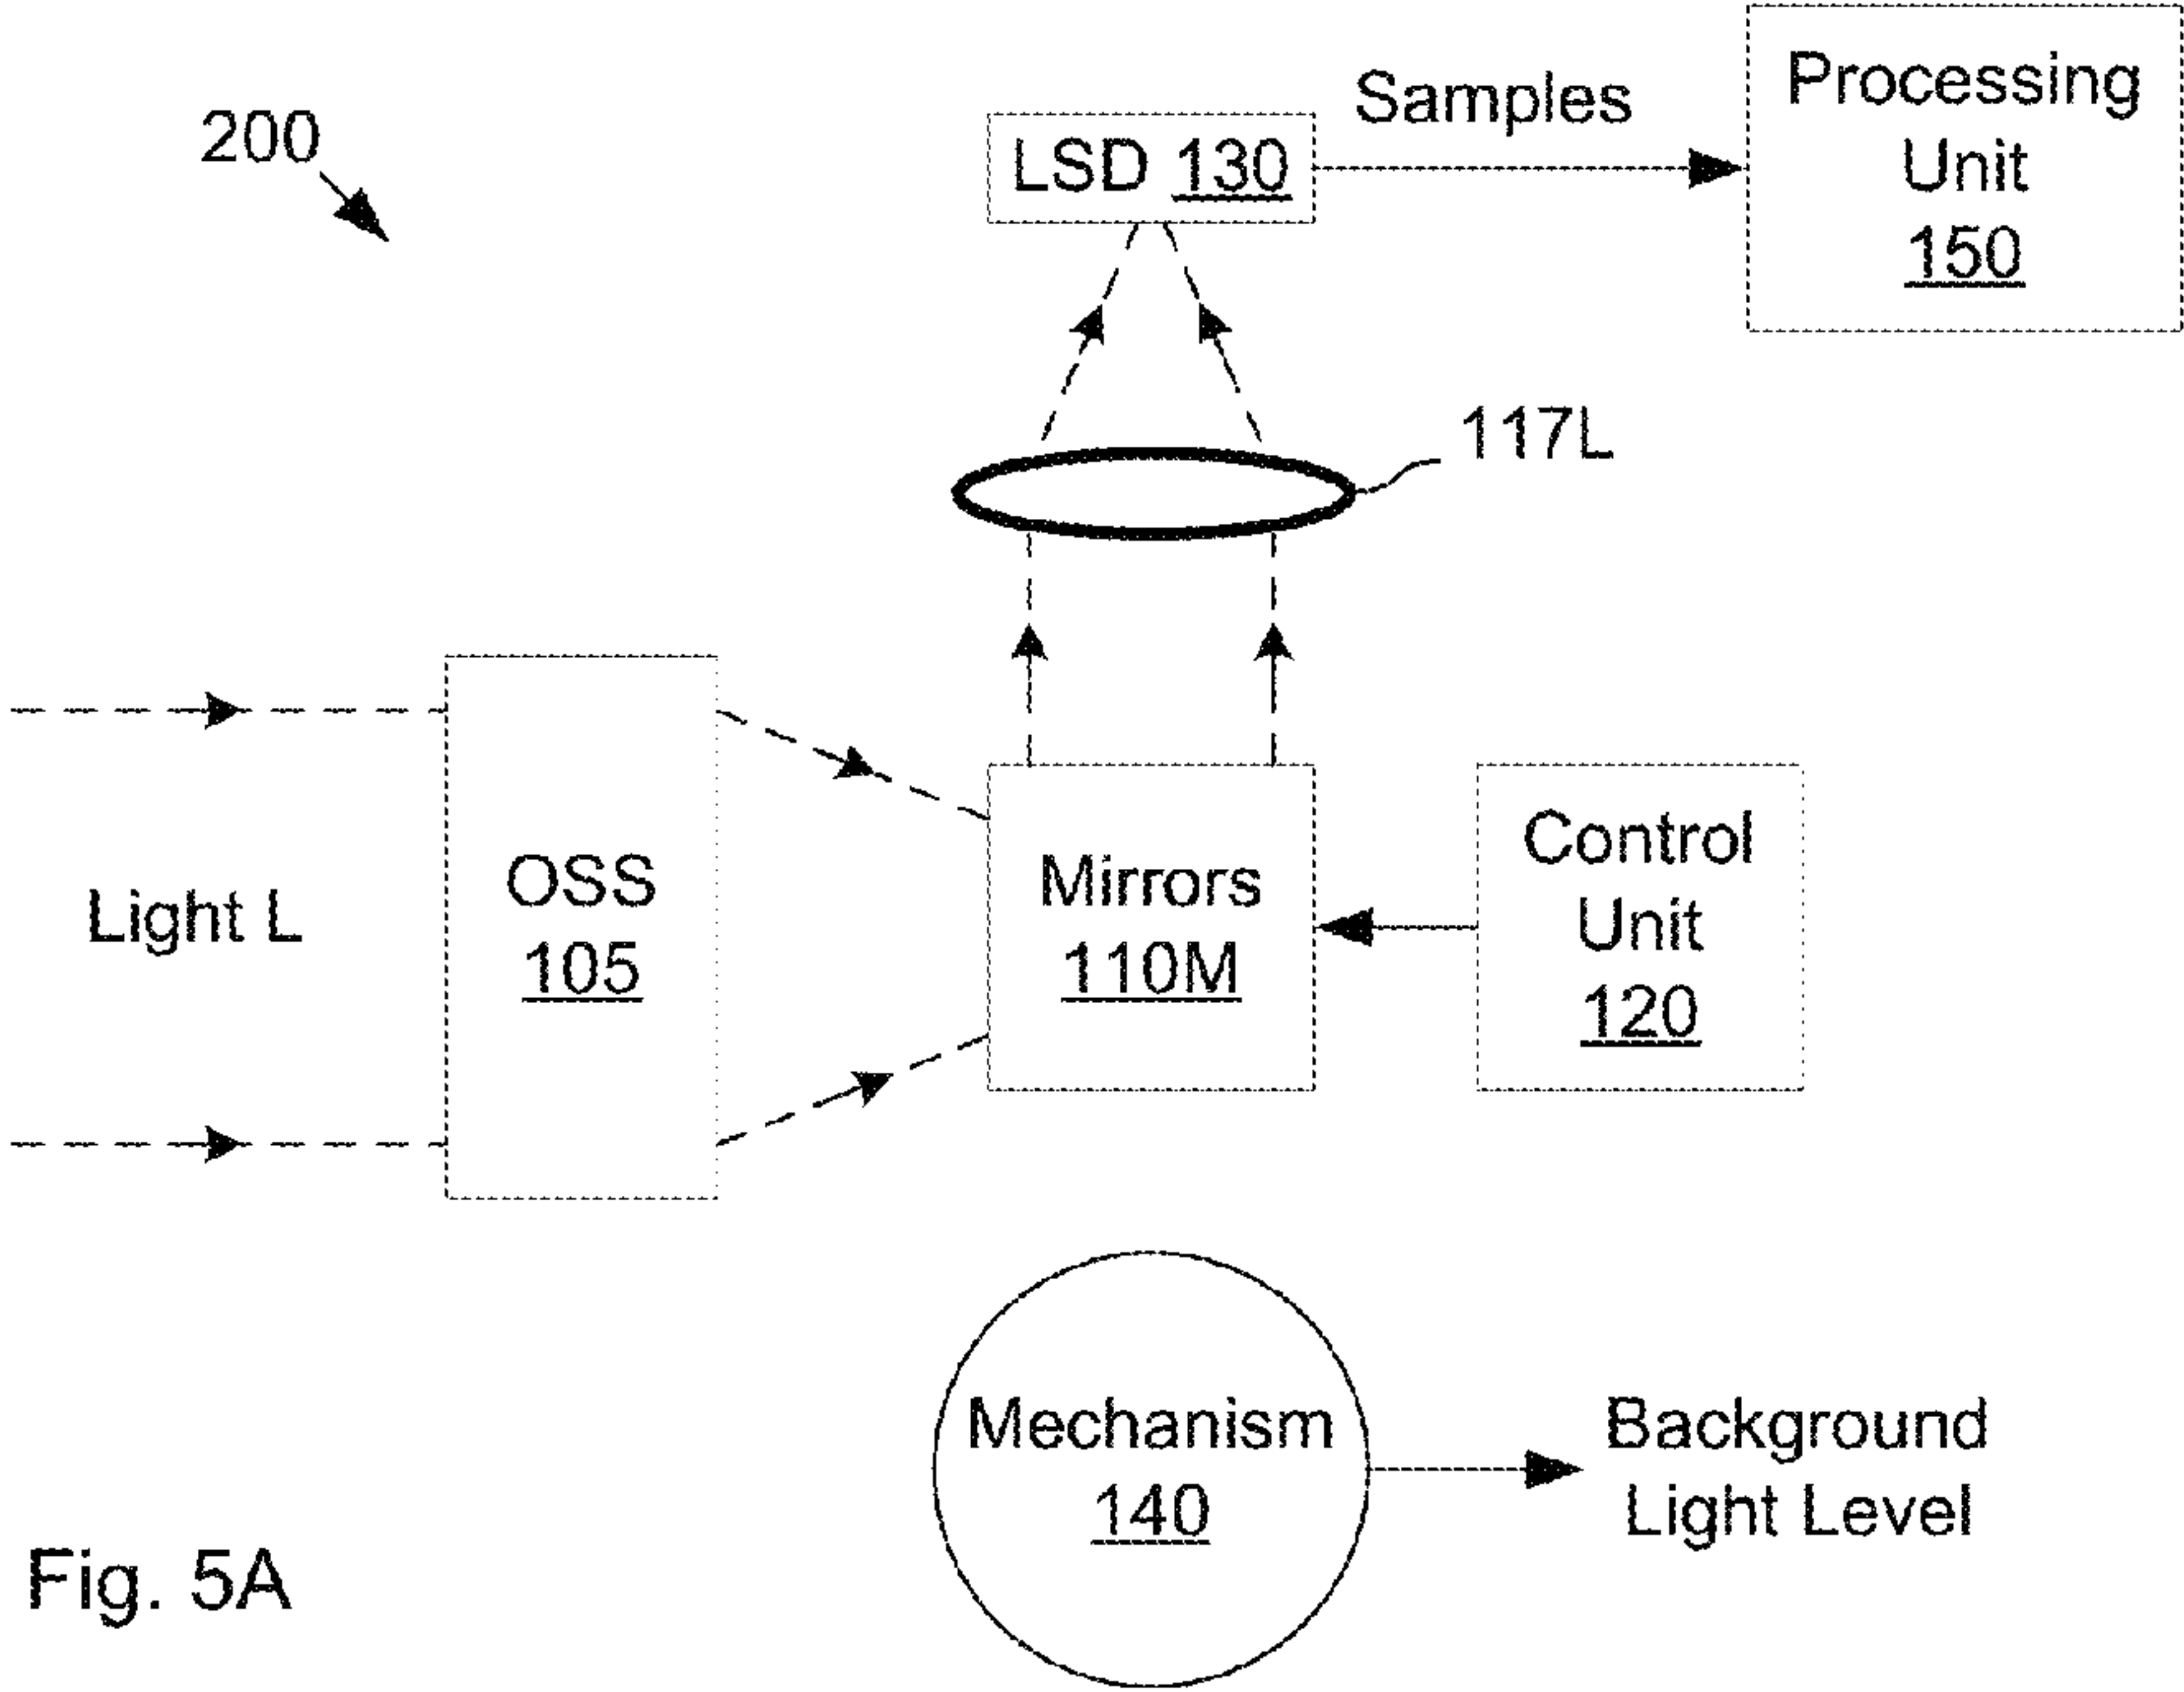 200
LSD 130
Samples
Processing
Unit
150
117L
Light L
OSS
105
Mirrors
110M
Control
Unit
120
Mechanism
140
Background
Light Level
Fig. 5A